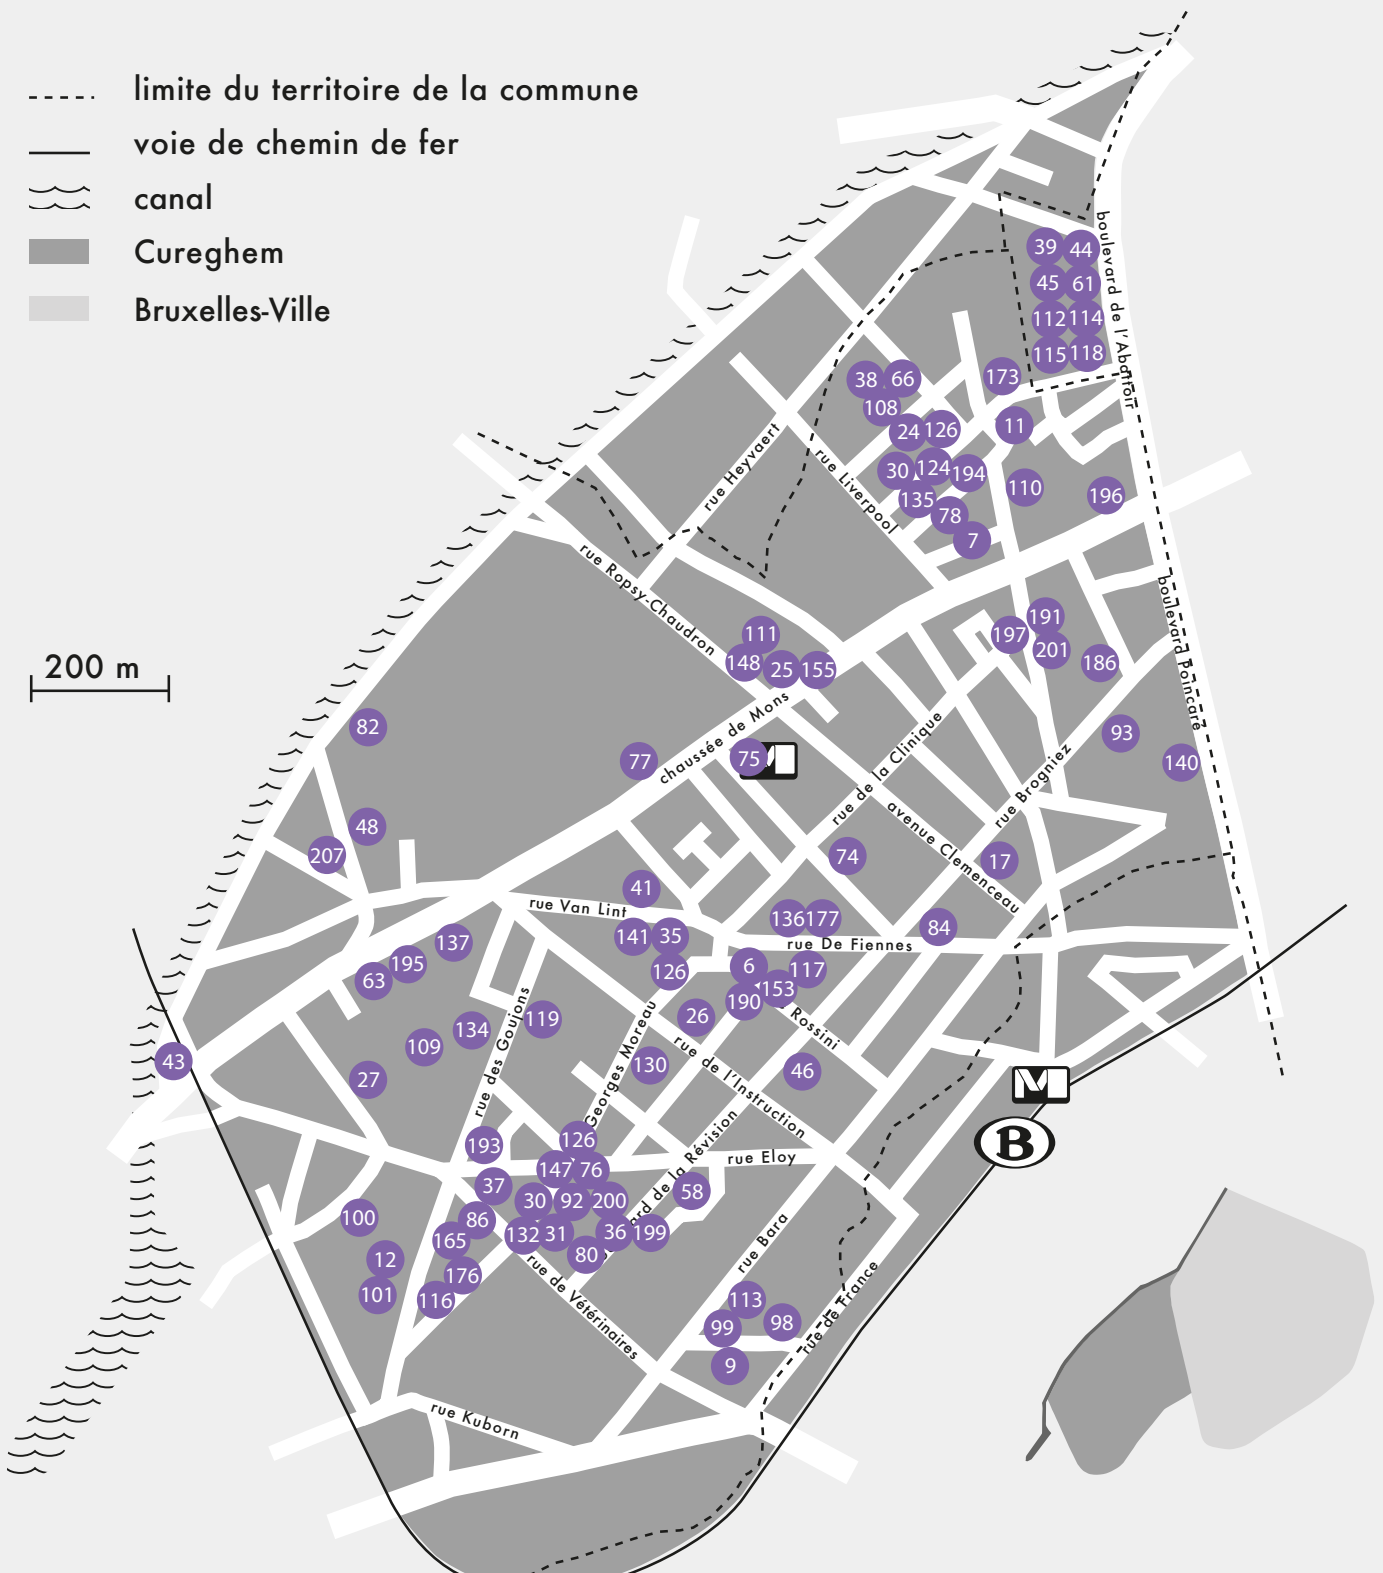 limite du territoire de la commune
voie de chemin de fer
canal
Cureghem
Bruxelles-Ville
200 m
boulevard de l'Abattoir
39 44
45 61
112 114
115 118
38 66
173
108
24 126
11
30 124 194
110
196
135
78
7
rue Heyvaert
rue Liverpool
rue Ropsy-Chaudron
boulevard Poincaré
111
148 25 155
191
197
201
186
82
77
chaussée de Mons
75
M
93
140
rue de la Clinique
rue Brogniez
avenue Clemenceau
48
207
74
17
41
rue Van Lint
136 177
84
rue De Fiennes
137
141 35
195
63
126
6
117
153
190
Rossini
26
119
134
109
rue des Goujons
Georges Moreau
rue de l'Instruction
43
27
130
46
M
B
193
126
147 76
rue Eloy
ard de la Révision
37
30 92 200
58
100
86
165
132 31
36 199
80
12
176
101
116
rue de Vétérinaires
rue Bara
rue de France
113
99
98
9
rue Kuborn